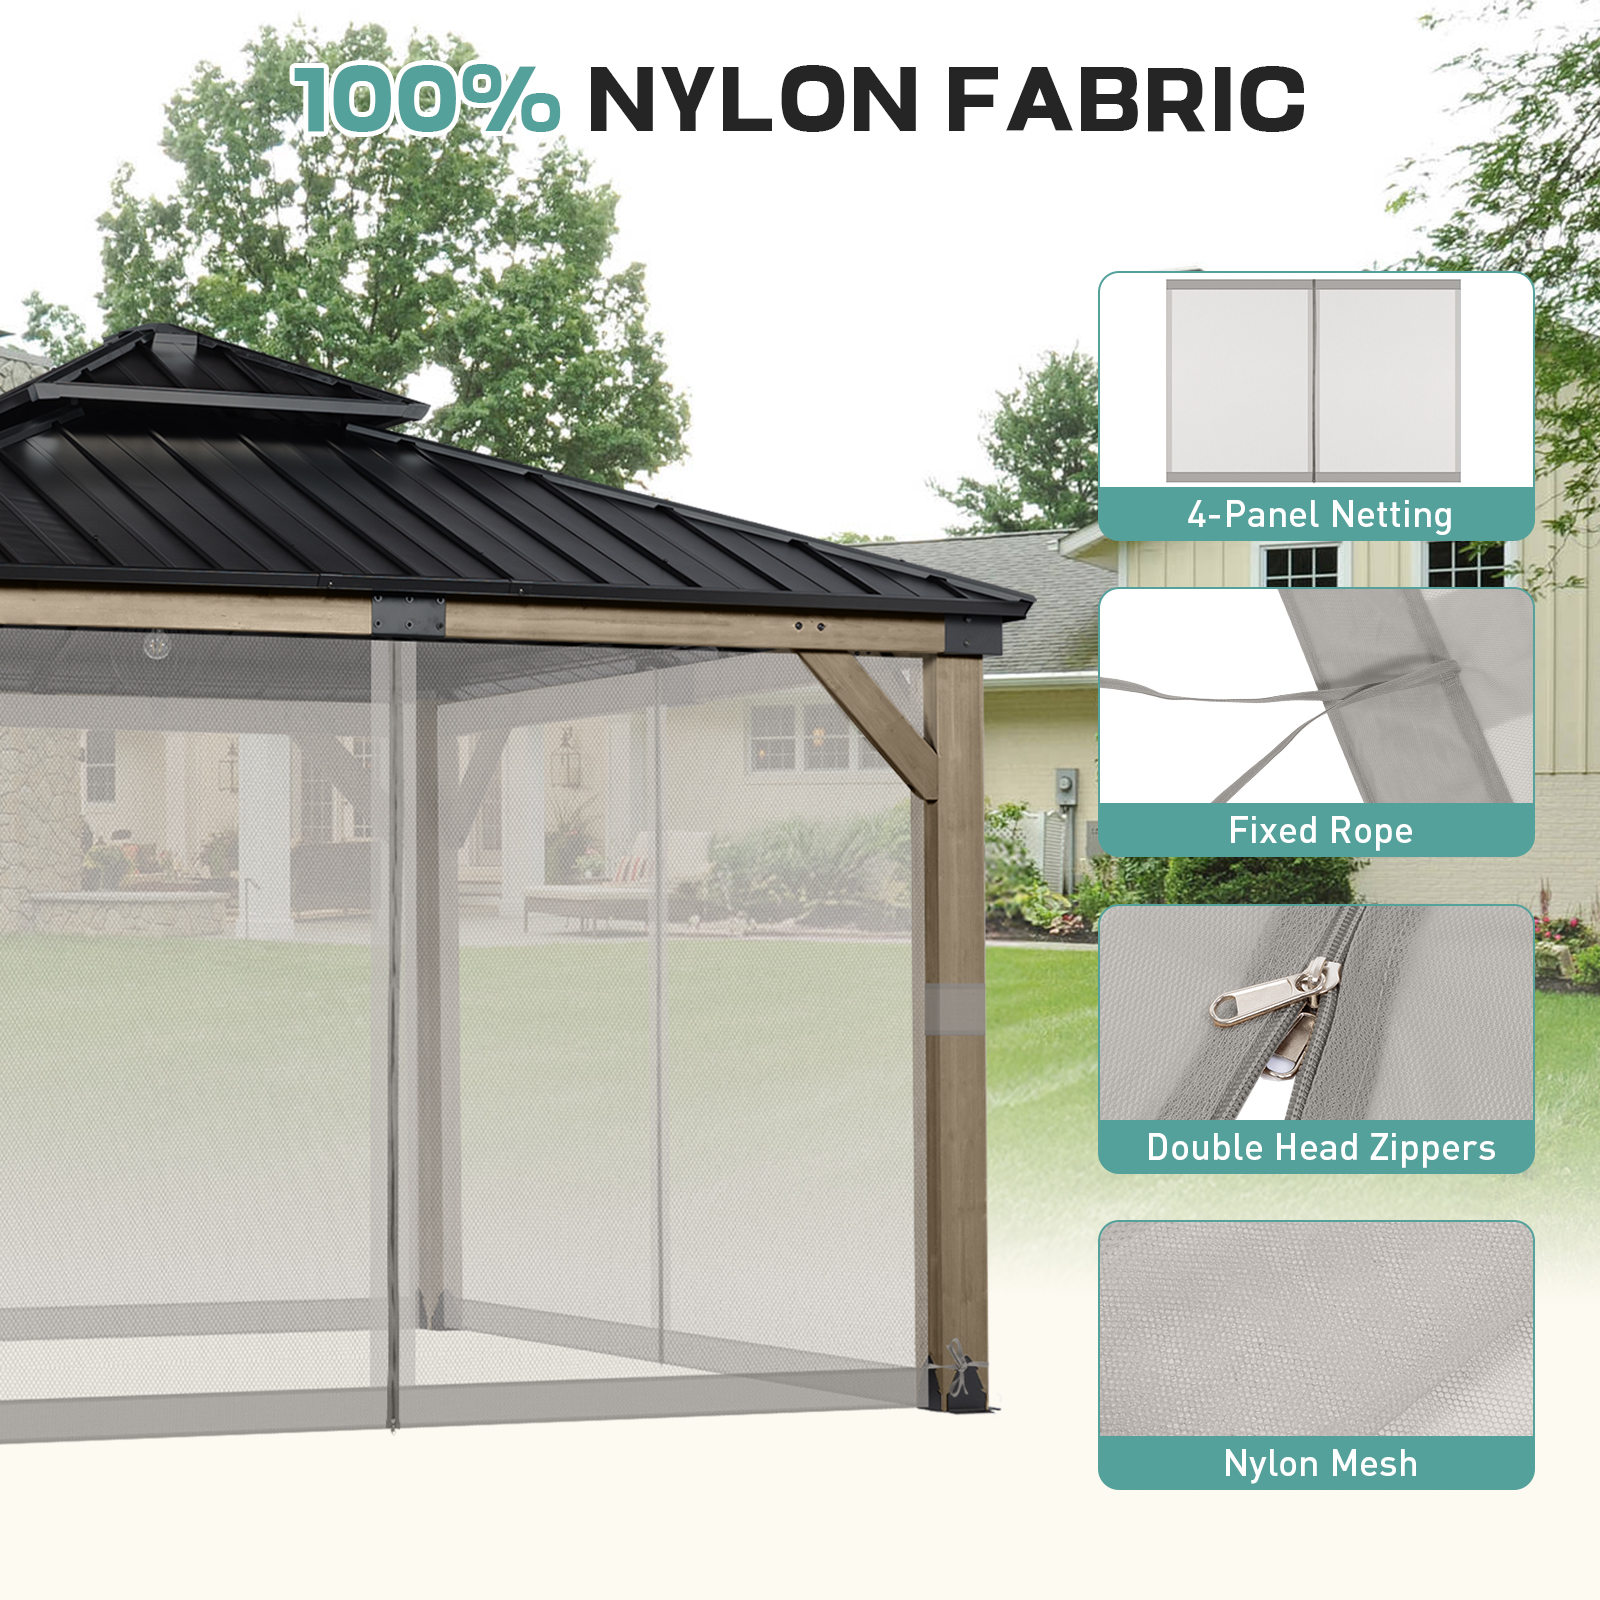 100% NYLON FABRIC
4-Panel Netting
Fixed Rope
Double Head Zippers
Nylon Mesh